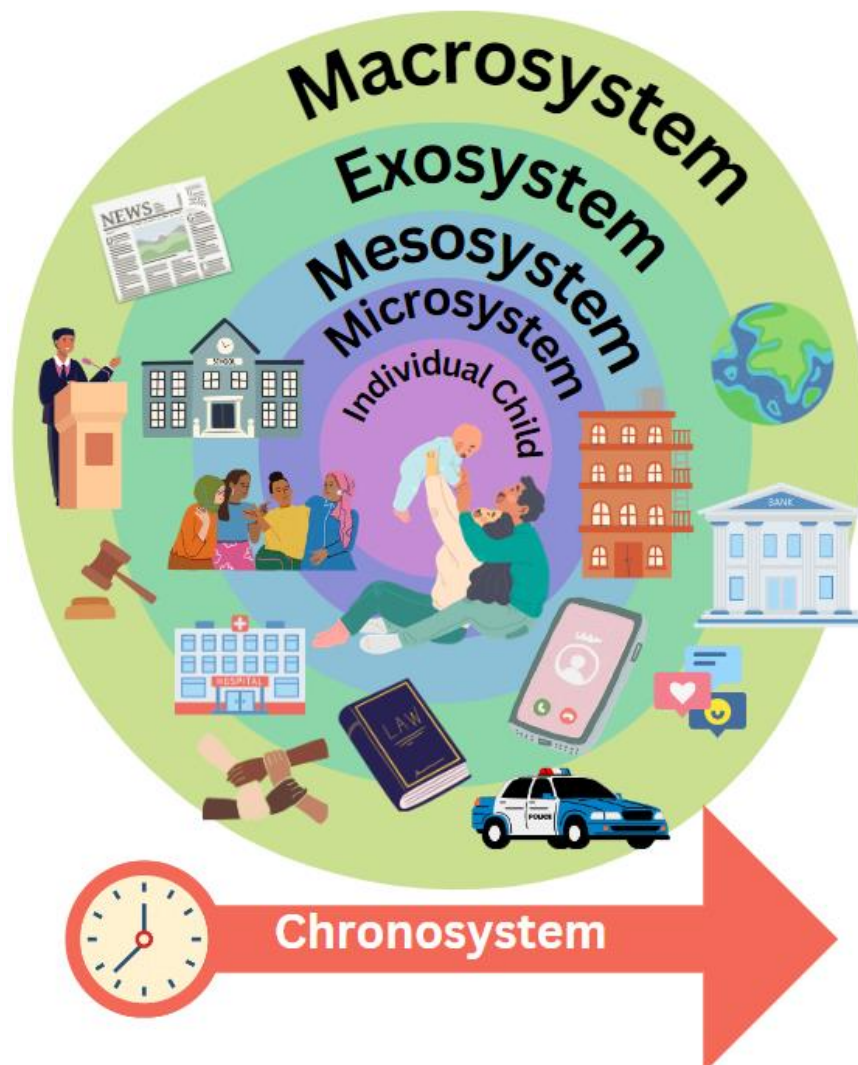 Macrosystem
Exosystem
Mesosystem
Microsystem
Individual Child
NEWS
SCHOOL
BANK
HOSPITAL
LAW
POLICE
Chronosystem